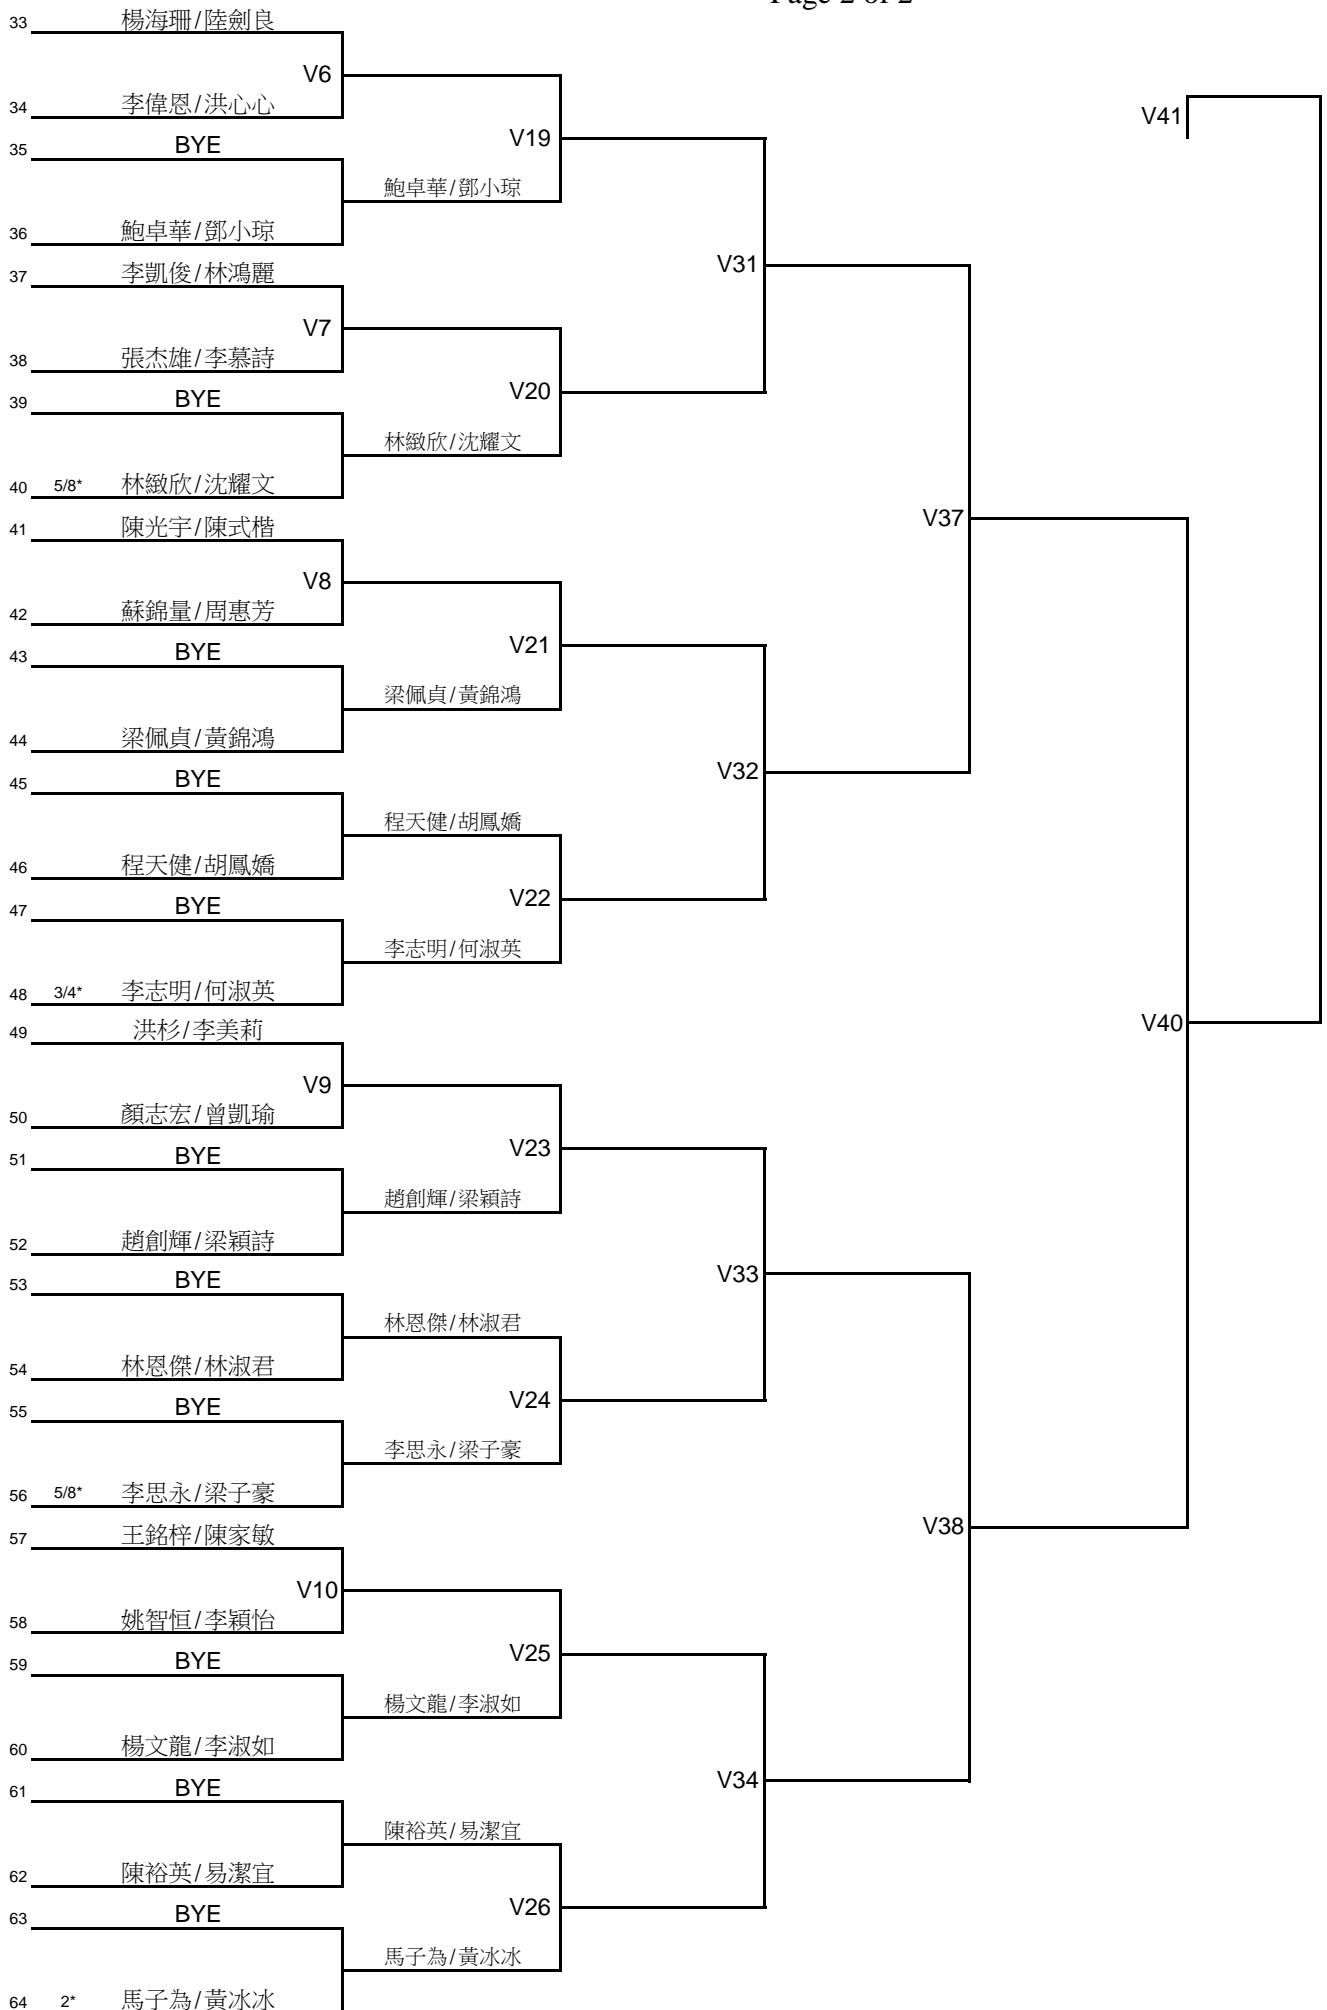 Page 2 of 2
33 楊海珊/陸劍良
V6
34 李偉恩/洪心心
V41
35 BYE
V19
鮑卓華/鄧小琼
36 鮑卓華/鄧小琼
37 李凱俊/林鴻麗
V31
V7
38 張杰雄/李慕詩
39 BYE
V20
林緻欣/沈耀文
40 5/8* 林緻欣/沈耀文
41 陳光宇/陳式楷
V37
V8
42 蘇錦量/周惠芳
43 BYE
V21
梁佩貞/黃錦鴻
44 梁佩貞/黃錦鴻
45 BYE
V32
程天健/胡鳳嬌
46 程天健/胡鳳嬌
47 BYE
V22
李志明/何淑英
48 3/4* 李志明/何淑英
49 洪杉/李美莉
V40
V9
50 顏志宏/曾凱瑜
51 BYE
V23
趙創輝/梁穎詩
52 趙創輝/梁穎詩
53 BYE
V33
林恩傑/林淑君
54 林恩傑/林淑君
55 BYE
V24
李思永/梁子豪
56 5/8* 李思永/梁子豪
57 王銘梓/陳家敏
V38
V10
58 姚智恒/李穎怡
59 BYE
V25
楊文龍/李淑如
60 楊文龍/李淑如
61 BYE
V34
陳裕英/易潔宜
62 陳裕英/易潔宜
63 BYE
V26
馬子為/黃冰冰
64 2* 馬子為/黃冰冰